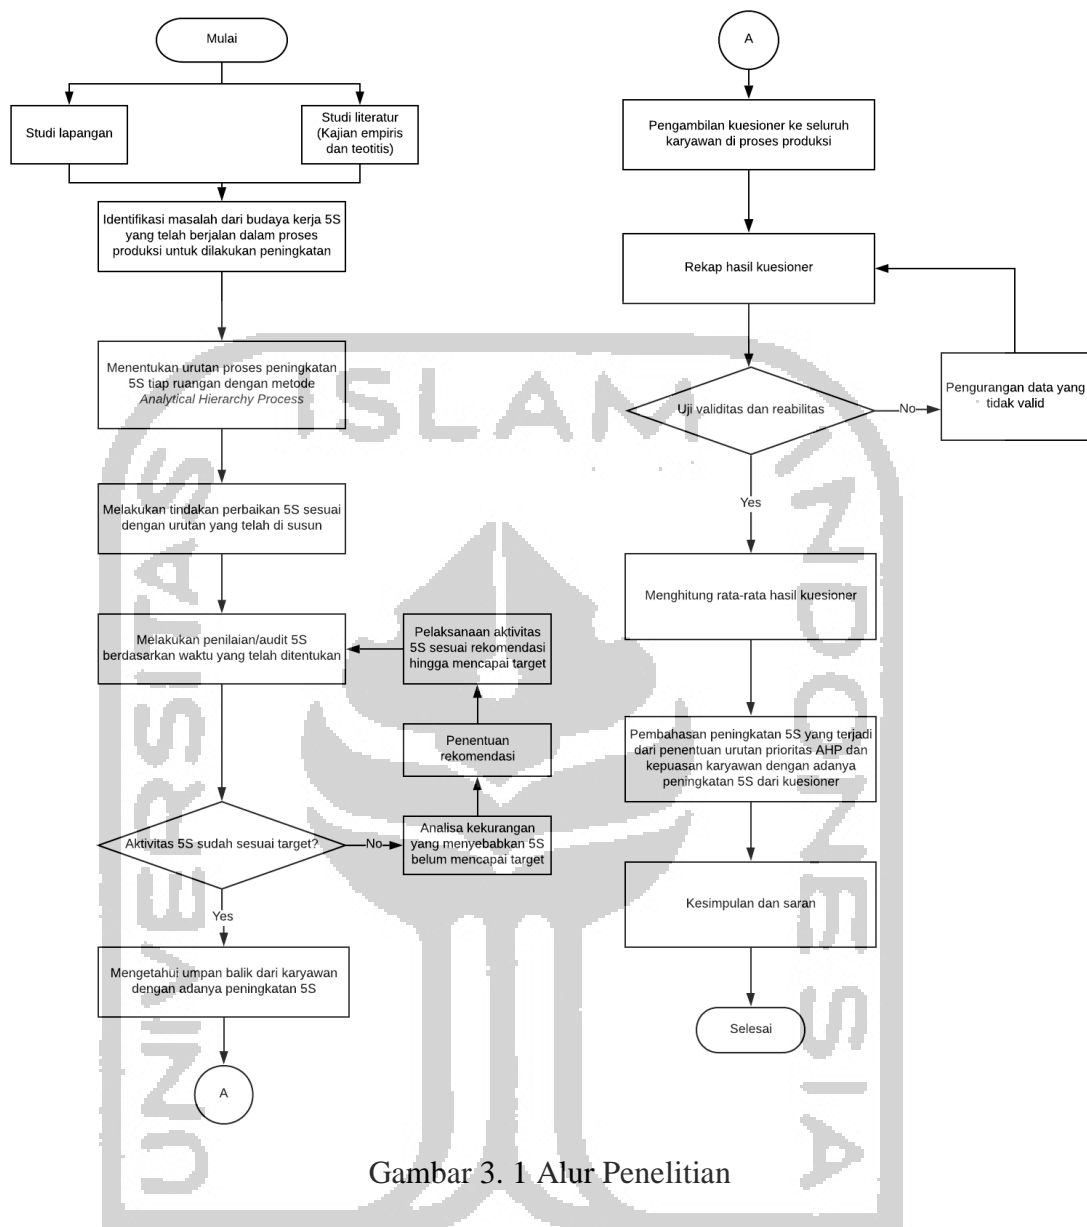 Mulai
Studi lapangan
Studi literatur
(Kajian empiris
dan teotitis)
Identifikasi masalah dari budaya kerja 5S
yang telah berjalan dalam proses
produksi untuk dilakukan peningkatan
Menentukan urutan proses peningkatan
5S tiap ruangan dengan metode
Analytical Hierarchy Process
Melakukan tindakan perbaikan 5S sesuai
dengan urutan yang telah di susun
Melakukan penilaian/audit 5S
berdasarkan waktu yang telah ditentukan
Pelaksanaan aktivitas
5S sesuai rekomendasi
hingga mencapai target
Penentuan
rekomendasi
Aktivitas 5S sudah sesuai target?
No
Analisa kekurangan
yang menyebabkan 5S
belum mencapai target
Yes
Mengetahui umpan balik dari karyawan
dengan adanya peningkatan 5S
A
A
Pengambilan kuesioner ke seluruh
karyawan di proses produksi
Rekap hasil kuesioner
Uji validitas dan reabilitas
No
Pengurangan data yang
tidak valid
Yes
Menghitung rata-rata hasil kuesioner
Pembahasan peningkatan 5S yang terjadi
dari penentuan urutan prioritas AHP dan
kepuasan karyawan dengan adanya
peningkatan 5S dari kuesioner
Kesimpulan dan saran
Selesai
UNIVERSITAS
ISLAM
INDONESIA
Gambar 3. 1 Alur Penelitian